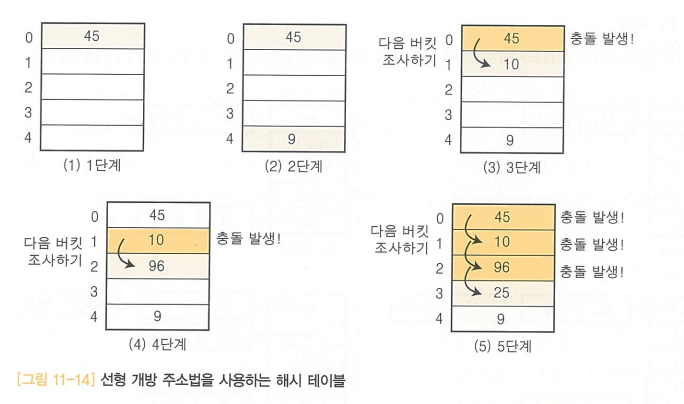 0 45
1
2
3
4
(1) 1단계
0 45
1
2
3
4 9
(2) 2단계
다음 버킷
조사하기
0 45 충돌 발생!
1 10
2
3
4 9
(3) 3단계
다음 버킷
조사하기
0 45
1 10 충돌 발생!
2 96
3
4 9
(4) 4단계
다음 버킷
조사하기
0 45 충돌 발생!
1 10 충돌 발생!
2 96 충돌 발생!
3 25
4 9
(5) 5단계
[그림 11-14] 선형 개방 주소법을 사용하는 해시 테이블